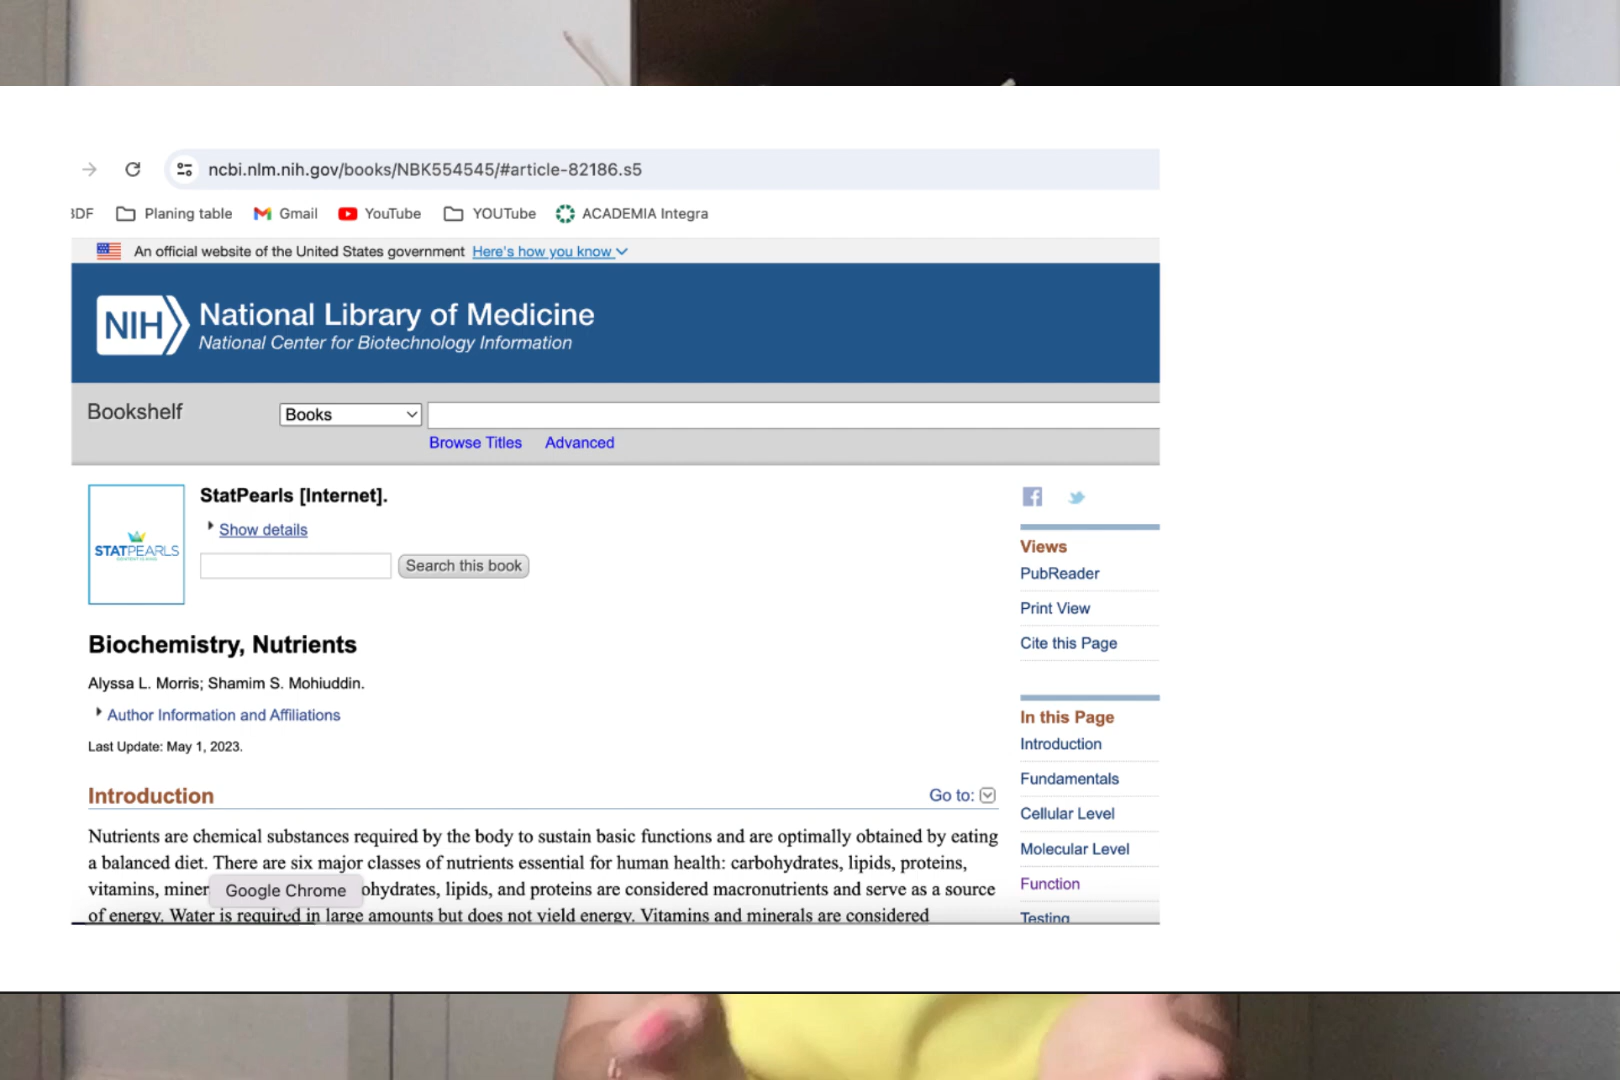 ncbi.nlm.nih.gov/books/NBK554545/#article-82186.s5
BDF Planing table Gmail YouTube YOUTube ACADEMIA Integra
An official website of the United States government Here's how you know
NIH National Library of Medicine
National Center for Biotechnology Information
Bookshelf Books
Browse Titles Advanced
STATPEARLS
StatPearls [Internet].
Show details
Search this book
Biochemistry, Nutrients
Alyssa L. Morris; Shamim S. Mohiuddin.
Author Information and Affiliations
Last Update: May 1, 2023.
Introduction Go to:
Nutrients are chemical substances required by the body to sustain basic functions and are optimally obtained by eating
a balanced diet. There are six major classes of nutrients essential for human health: carbohydrates, lipids, proteins,
vitamins, miner Google Chrome ohydrates, lipids, and proteins are considered macronutrients and serve as a source
of energy. Water is required in large amounts but does not yield energy. Vitamins and minerals are considered
Views
PubReader
Print View
Cite this Page
In this Page
Introduction
Fundamentals
Cellular Level
Molecular Level
Function
Testing